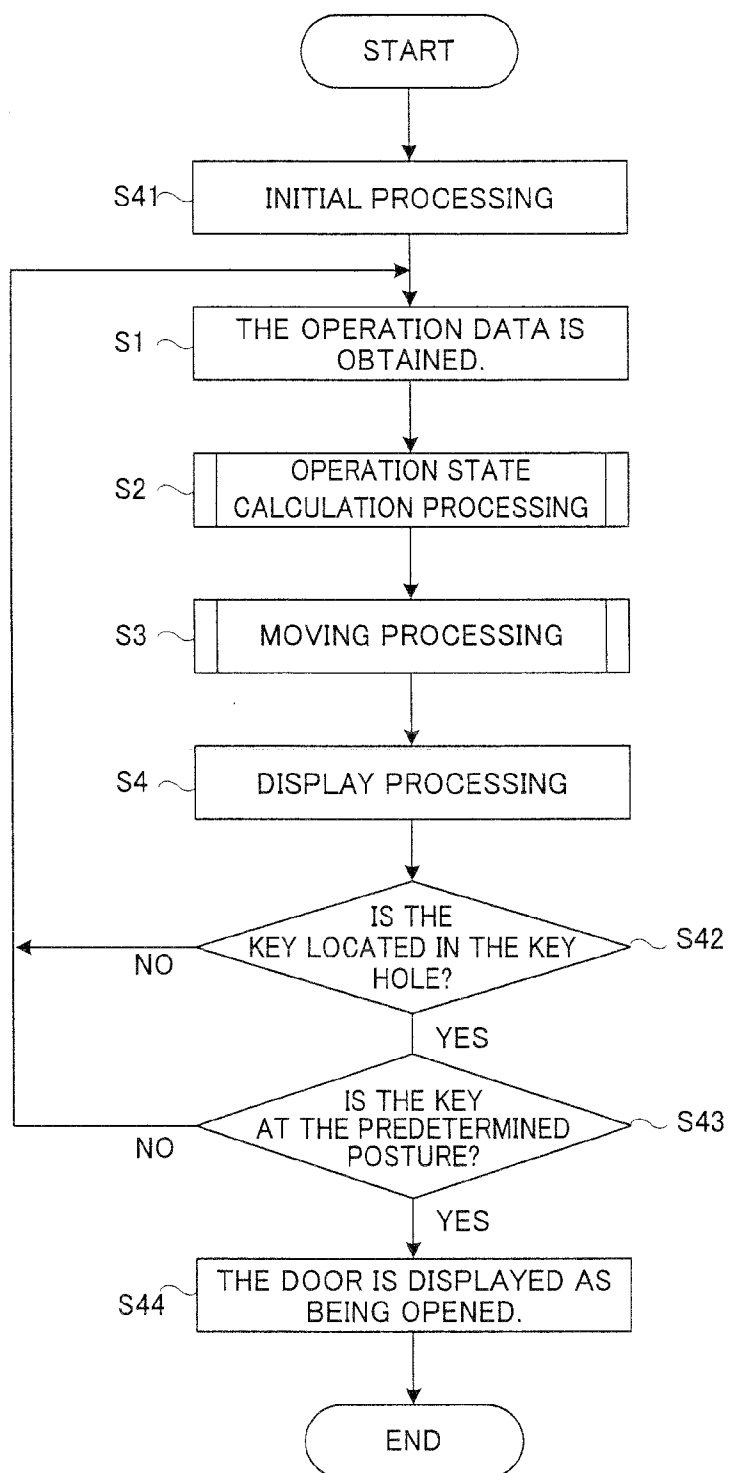 START
S41
INITIAL PROCESSING
S1
THE OPERATION DATA IS
OBTAINED.
S2
OPERATION STATE
CALCULATION PROCESSING
S3
MOVING PROCESSING
S4
DISPLAY PROCESSING
IS THE
KEY LOCATED IN THE KEY
HOLE?
S42
NO
YES
IS THE KEY
AT THE PREDETERMINED
POSTURE?
S43
NO
YES
S44
THE DOOR IS DISPLAYED AS
BEING OPENED.
END